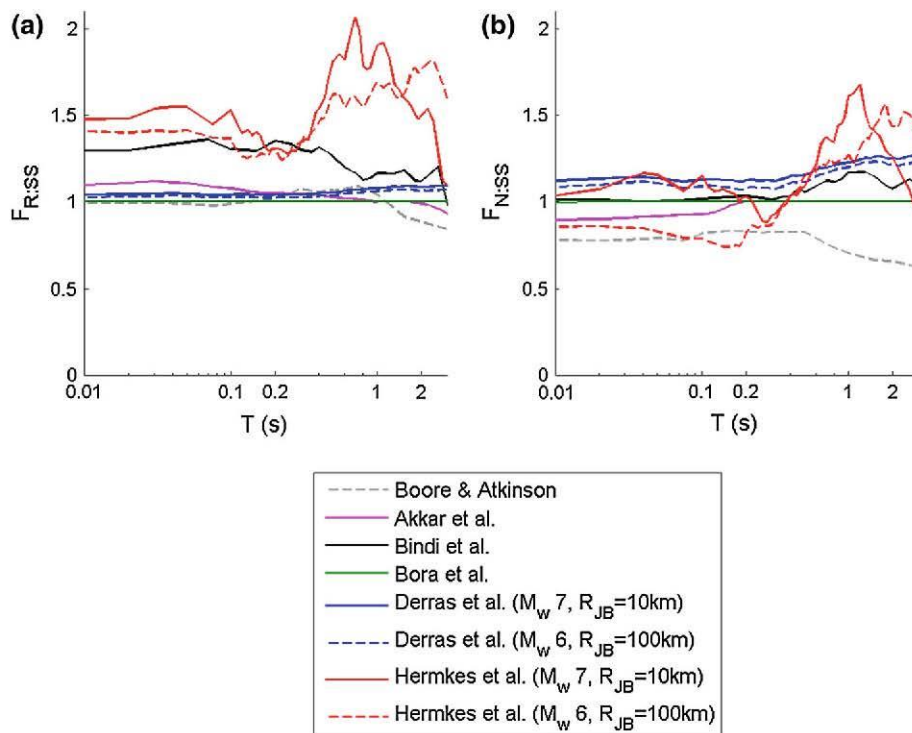 (a)
2
1.5
1
0.5
0
F_R:SS
0.01
0.1
0.2
1
2
T (s)
(b)
2
1.5
1
0.5
0
F_N:SS
0.01
0.1
0.2
1
2
T (s)
Boore & Atkinson
Akkar et al.
Bindi et al.
Bora et al.
Derras et al. (M_w 7, R_JB=10km)
Derras et al. (M_w 6, R_JB=100km)
Hermkes et al. (M_w 7, R_JB=10km)
Hermkes et al. (M_w 6, R_JB=100km)